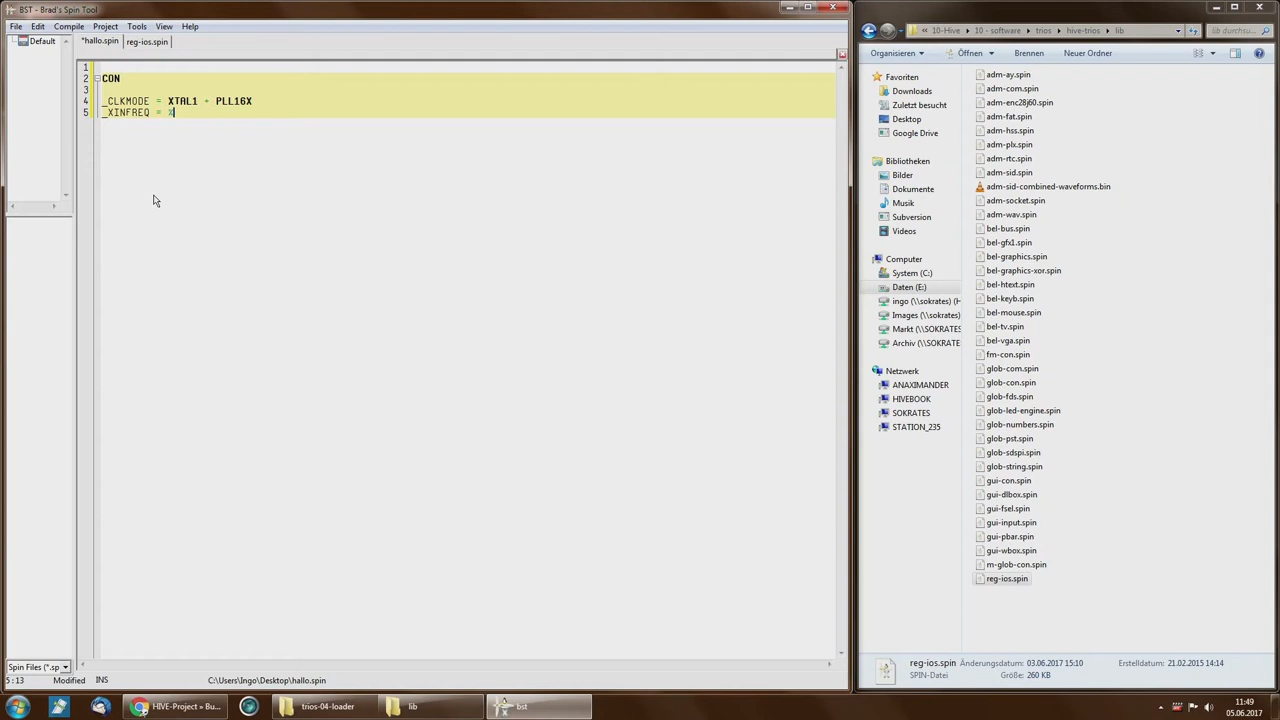 BST - Brad's Spin Tool
File Edit Compile Project Tools View Help
Default
*hallo.spin reg-ios.spin
1
2 CON
3
4 _CLKMODE = XTAL1 + PLL16X
5 _XINFREQ = X
Spin Files (*.sp
5:13 Modified INS C:\Users\Ingo\Desktop\hallo.spin
10-Hive 10 - software trios hive-trios lib
lib durchsuchen
Organisieren Öffnen Brennen Neuer Ordner
Favoriten
Downloads
Zuletzt besucht
Desktop
Google Drive
Bibliotheken
Bilder
Dokumente
Musik
Subversion
Videos
Computer
System (C:)
Daten (E:)
ingo (\\sokrates) (H
Images (\\sokrates)
Markt (\\SOKRATES
Archiv (\\SOKRATE
Netzwerk
ANAXIMANDER
HIVEBOOK
SOKRATES
STATION_235
adm-ay.spin
adm-com.spin
adm-enc28j60.spin
adm-fat.spin
adm-hss.spin
adm-plx.spin
adm-rtc.spin
adm-sid.spin
adm-sid-combined-waveforms.bin
adm-socket.spin
adm-wav.spin
bel-bus.spin
bel-gfx1.spin
bel-graphics.spin
bel-graphics-xor.spin
bel-htext.spin
bel-keyb.spin
bel-mouse.spin
bel-tv.spin
bel-vga.spin
fm-con.spin
glob-com.spin
glob-con.spin
glob-fds.spin
glob-led-engine.spin
glob-numbers.spin
glob-pst.spin
glob-sdspi.spin
glob-string.spin
gui-con.spin
gui-dlbox.spin
gui-fsel.spin
gui-input.spin
gui-pbar.spin
gui-wbox.spin
m-glob-con.spin
reg-ios.spin
reg-ios.spin Änderungsdatum: 03.06.2017 15:10 Erstelldatum: 21.02.2015 14:14
SPIN-Datei Größe: 260 KB
HIVE-Project » Bu... trios-04-loader lib bst
11:49
05.06.2017